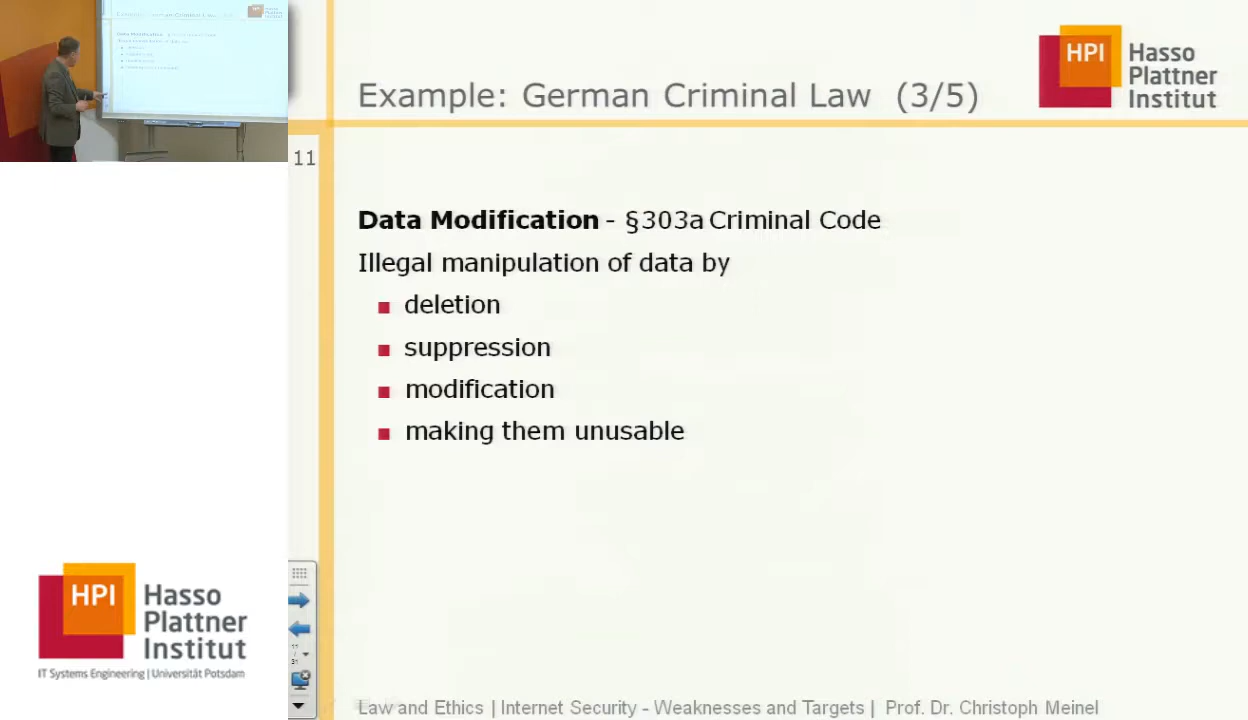 Example: German Criminal Law (3/5)
HPI Hasso
Plattner
Institut
11
Data Modification - §303a Criminal Code
Illegal manipulation of data by
deletion
suppression
modification
making them unusable
HPI Hasso
Plattner
Institut
IT Systems Engineering | Universität Potsdam
11
/
31
Law and Ethics | Internet Security - Weaknesses and Targets | Prof. Dr. Christoph Meinel